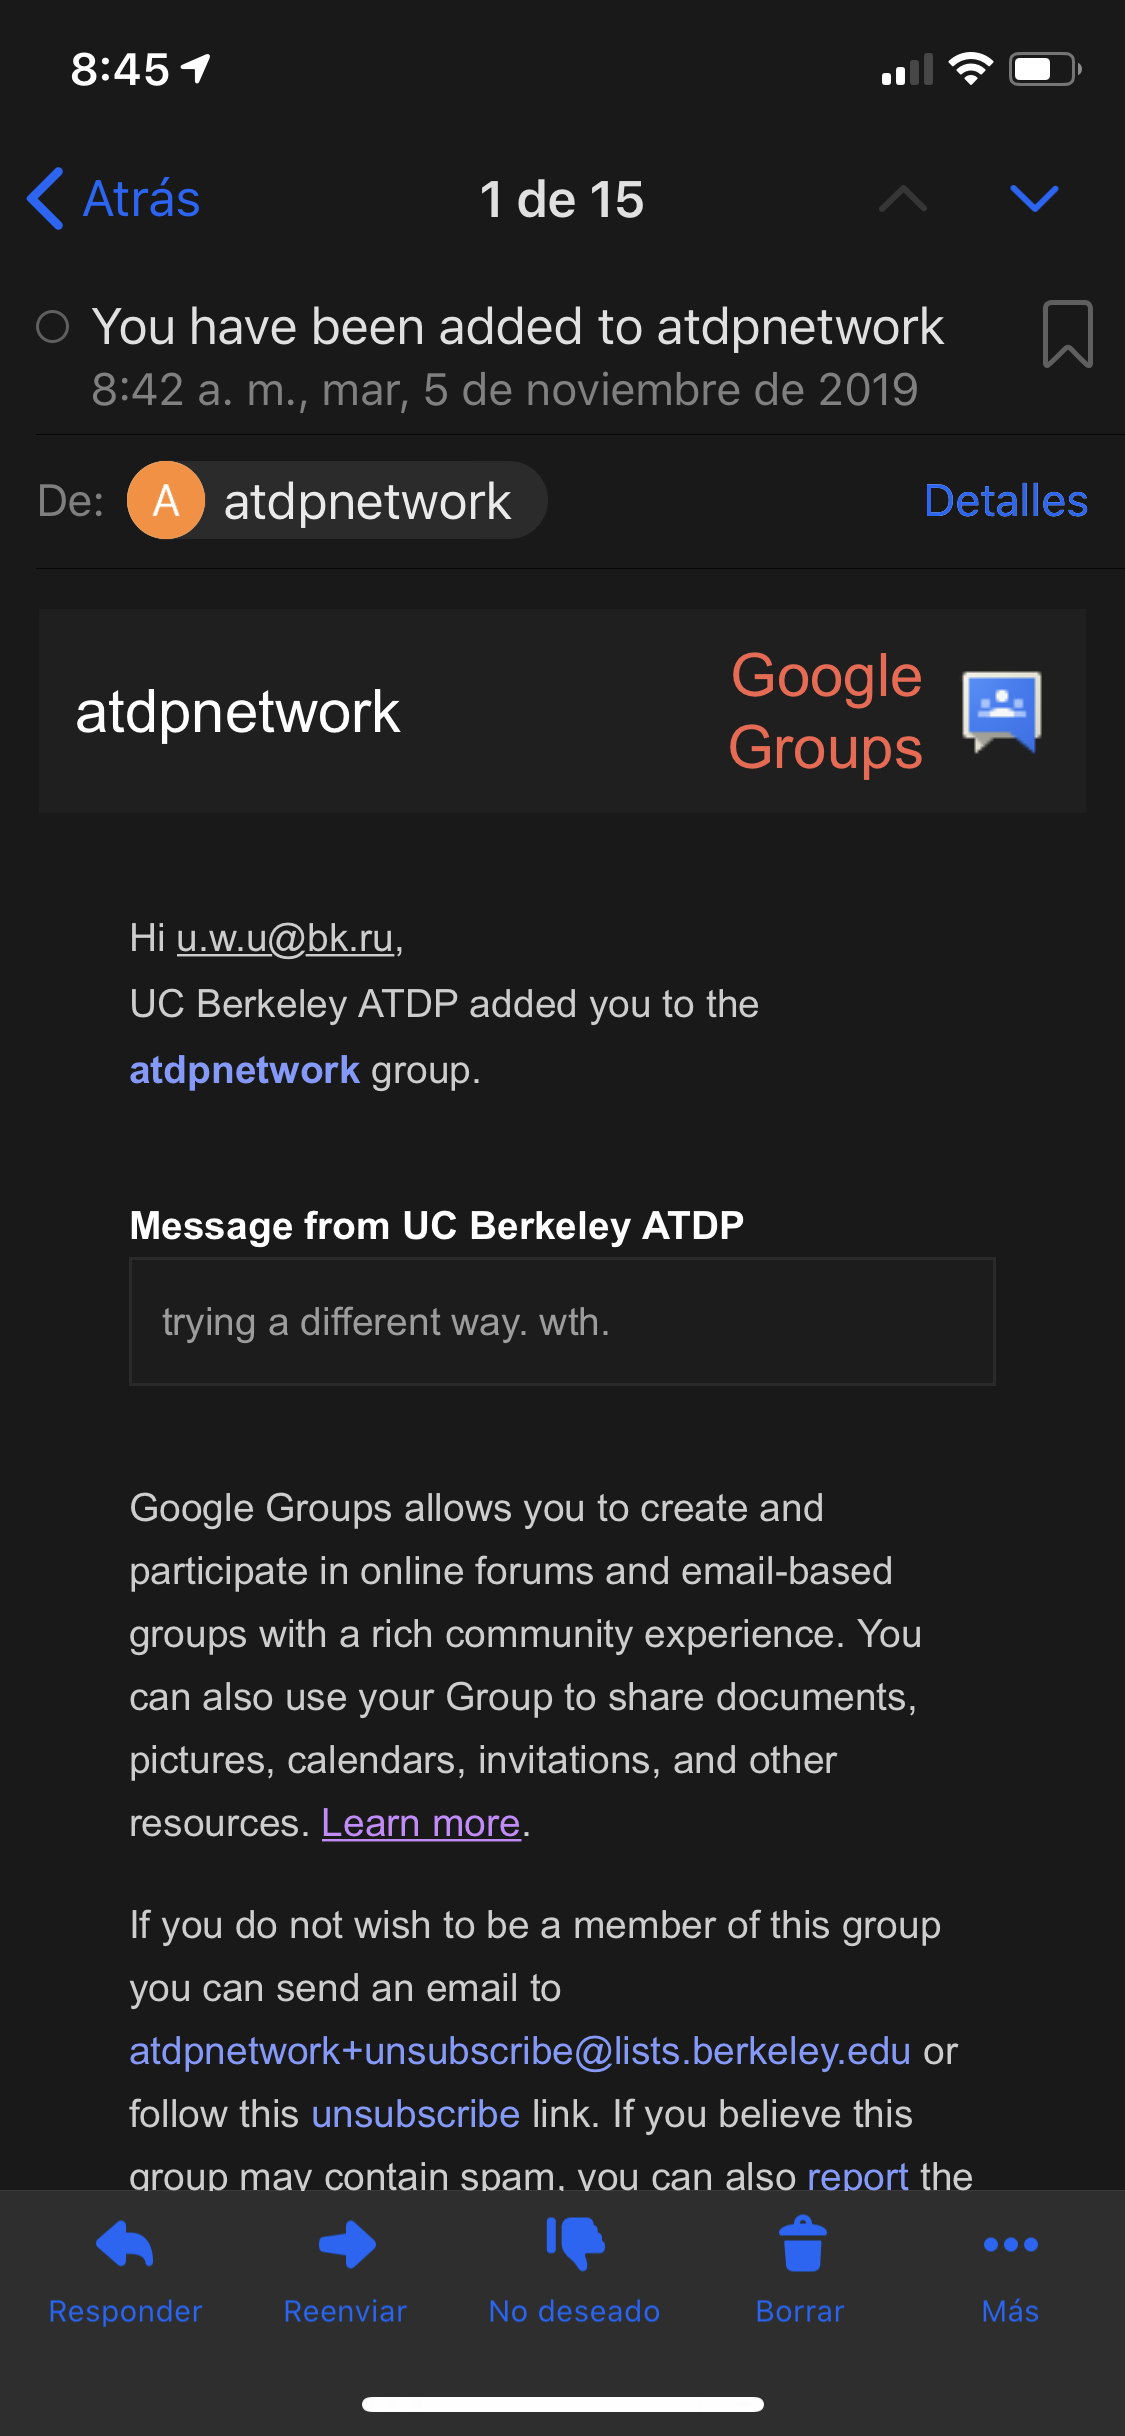 8:45
Atrás
1 de 15
You have been added to atdpnetwork
8:42 a. m., mar, 5 de noviembre de 2019
De: A atdpnetwork Detalles
atdpnetwork
Google
Groups
Hi u.w.u@bk.ru,
UC Berkeley ATDP added you to the
atdpnetwork group.
Message from UC Berkeley ATDP
trying a different way. wth.
Google Groups allows you to create and
participate in online forums and email-based
groups with a rich community experience. You
can also use your Group to share documents,
pictures, calendars, invitations, and other
resources. Learn more.
If you do not wish to be a member of this group
you can send an email to
atdpnetwork+unsubscribe@lists.berkeley.edu or
follow this unsubscribe link. If you believe this
group may contain spam, you can also report the
Responder Reenviar No deseado Borrar Más